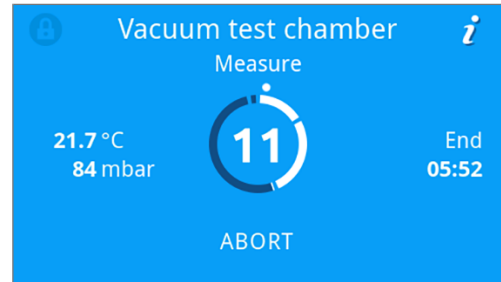 Vacuum test chamber i
Measure
21.7 °C
84 mbar
11
End
05:52
ABORT